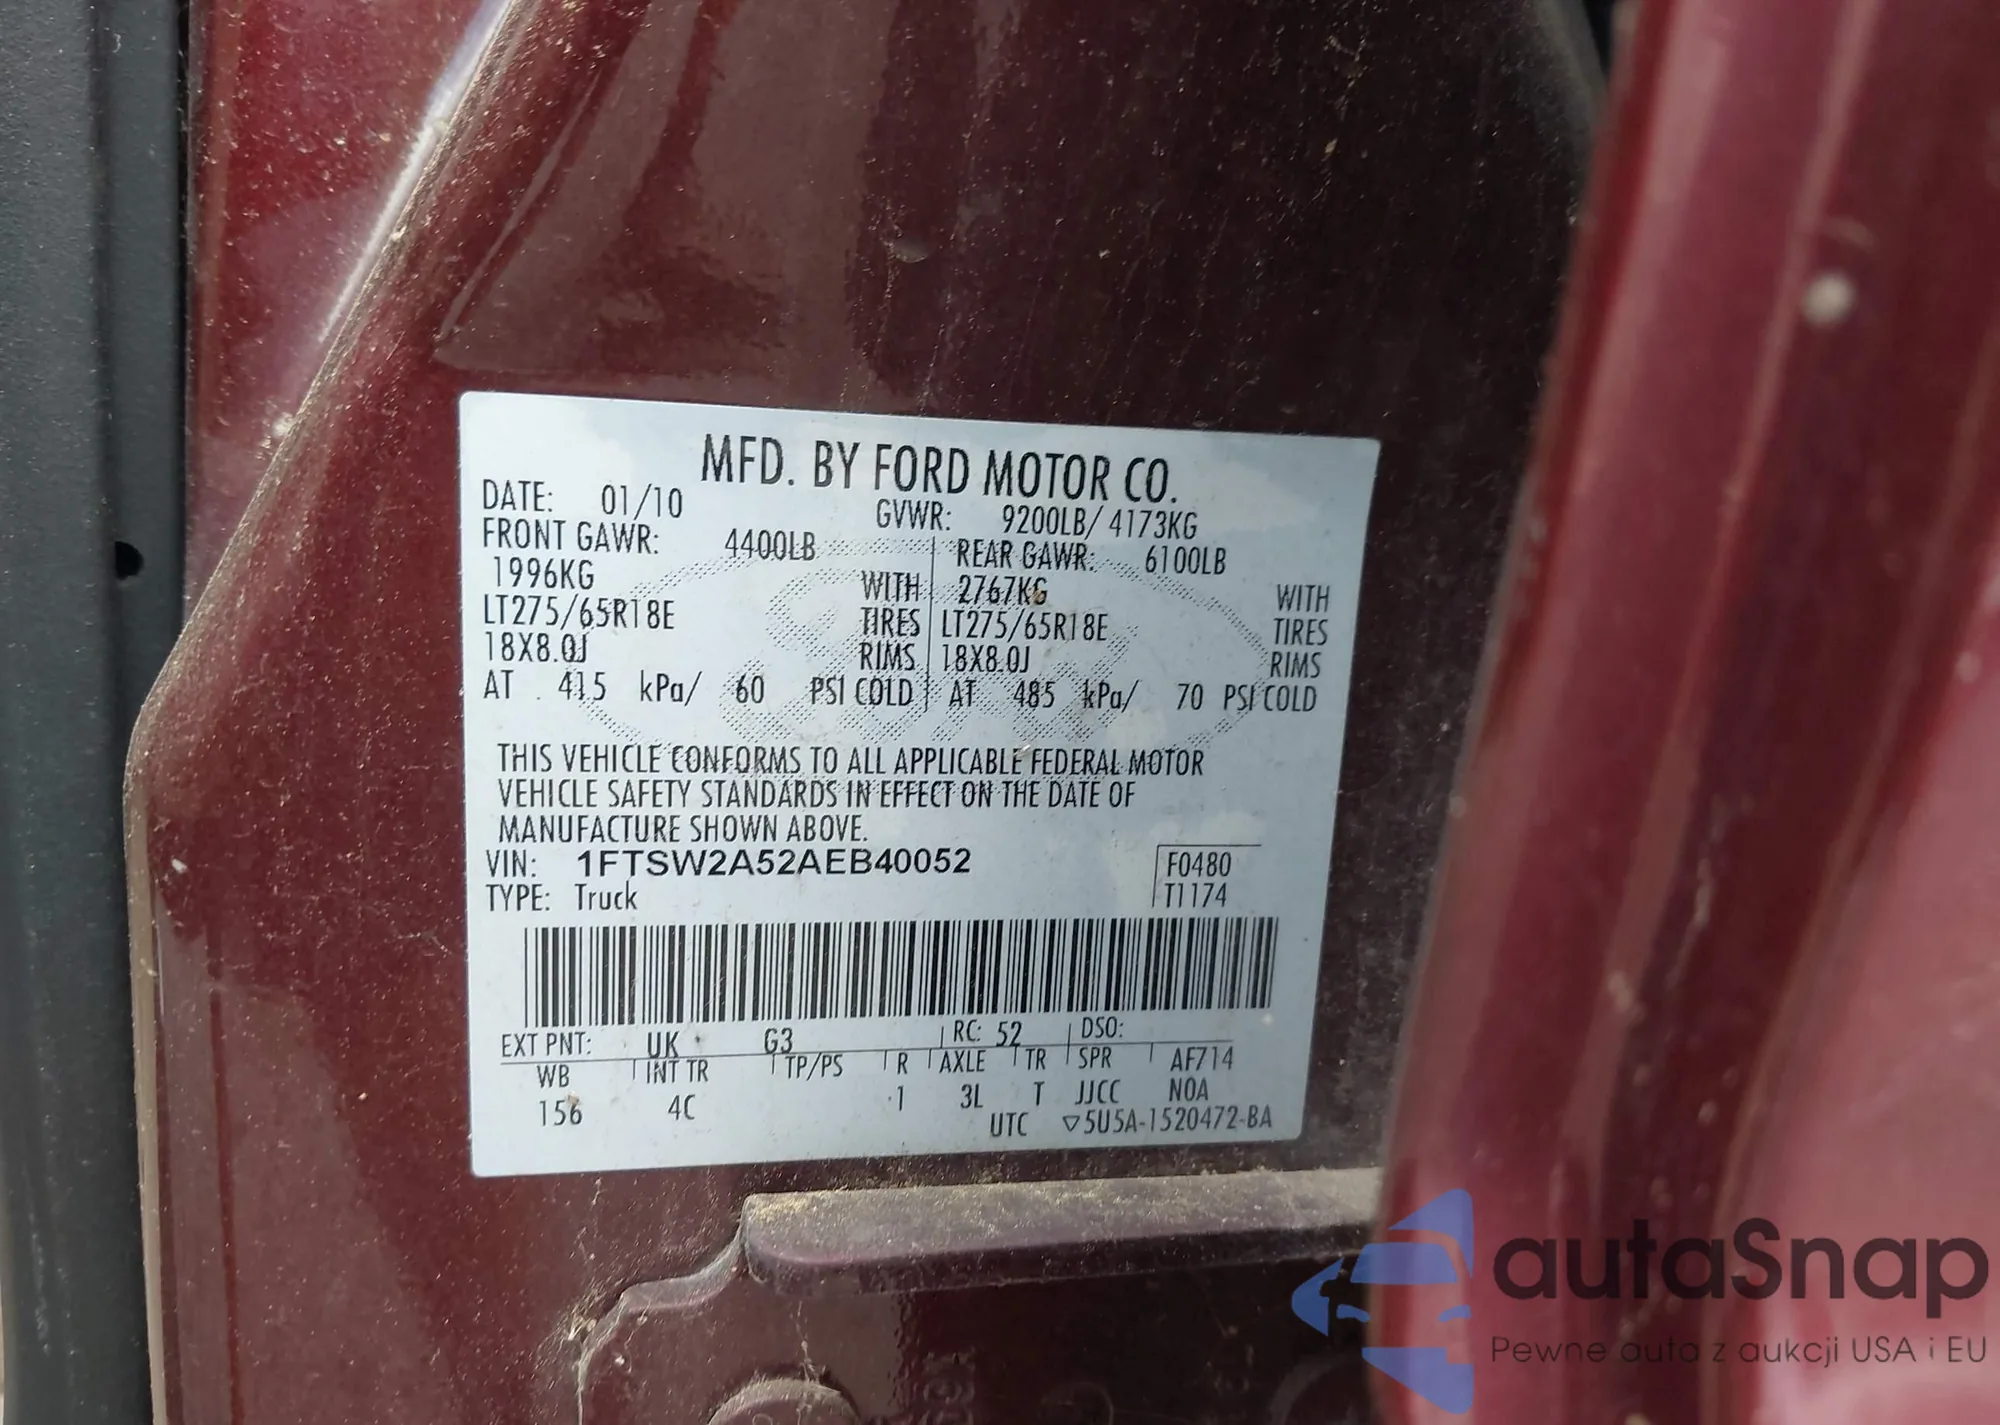 MFD. BY FORD MOTOR CO.
DATE: 01/10 GVWR: 9200LB/ 4173KG
FRONT GAWR: 4400LB REAR GAWR: 6100LB
1996KG WITH 2767KG WITH
LT275/65R18E TIRES LT275/65R18E TIRES
18X8.0J RIMS 18X8.0J RIMS
AT 415 kPa/ 60 PSI COLD AT 485 kPa/ 70 PSI COLD
THIS VEHICLE CONFORMS TO ALL APPLICABLE FEDERAL MOTOR
VEHICLE SAFETY STANDARDS IN EFFECT ON THE DATE OF
MANUFACTURE SHOWN ABOVE.
VIN: 1FTSW2A52AEB40052 F0480
TYPE: Truck T1174
EXT PNT: UK G3 RC: 52 DSO:
WB INT TR TP/PS R AXLE TR SPR AF714
156 4C 1 3L T JJCC N0A
UTC ▽5U5A-1520472-BA
autaSnap
Pewne auta z aukcji USA i EU